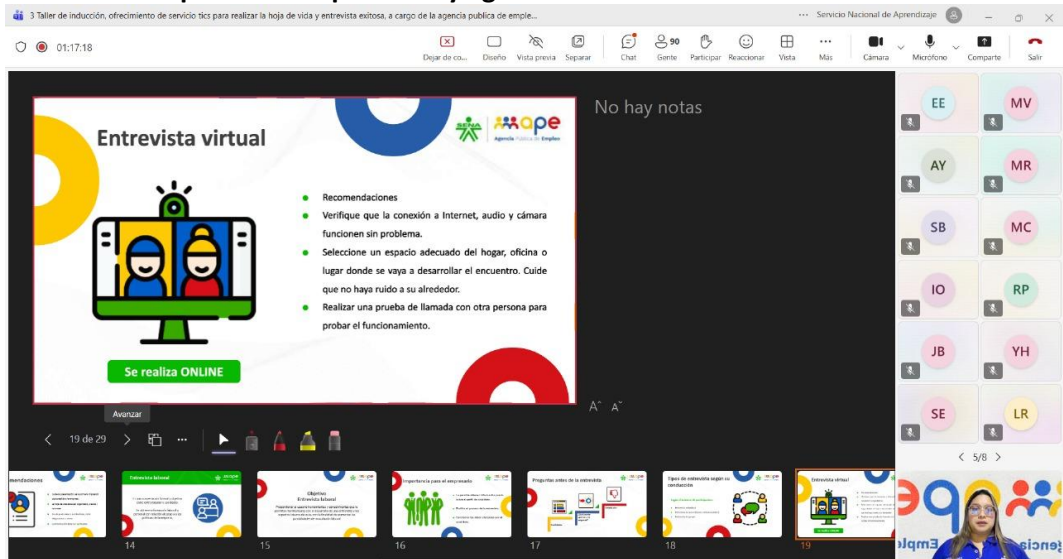 3 Taller de inducción, ofrecimiento de servicio tics para realizar la hoja de vida y entrevista exitosa, a cargo de la agencia publica de emple...
Servicio Nacional de Aprendizaje
01:17:18
Dejar de co...
Diseño
Vista previa
Separar
Chat
90
Gente
Participar
Reaccionar
Vista
Más
Cámara
Micrófono
Comparte
Salir
Entrevista virtual
SENA
ape
Agencia Pública de Empleo
Recomendaciones
Verifique que la conexión a Internet, audio y cámara
funcionen sin problema.
Seleccione un espacio adecuado del hogar, oficina o
lugar donde se vaya a desarrollar el encuentro. Cuide
que no haya ruido a su alrededor.
Realizar una prueba de llamada con otra persona para
probar el funcionamiento.
Se realiza ONLINE
No hay notas
Avanzar
19 de 29
EE
MV
AY
MR
SB
MC
IO
RP
JB
YH
SE
LR
5/8
mendaciones
Entrevista laboral
14
Objetivo
Entrevista laboral
15
Importancia para el empresario
16
Preguntas antes de la entrevista
17
Tipos de entrevista según su
conducción
18
Entrevista virtual
19